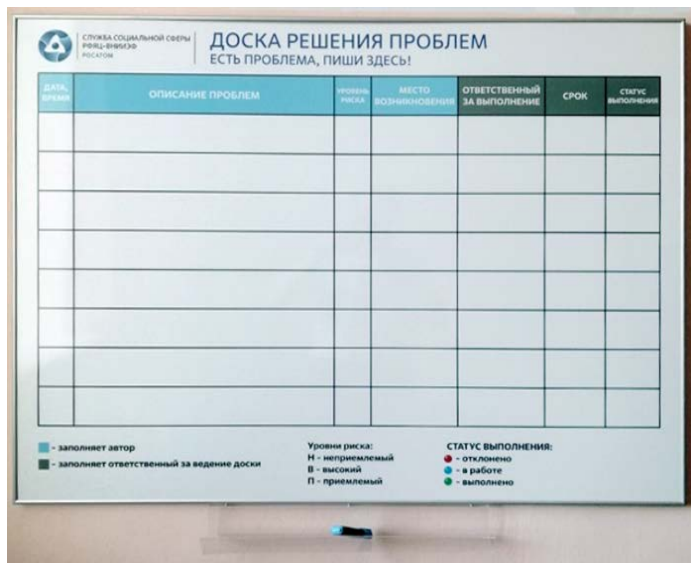 СЛУЖБА СОЦИАЛЬНОЙ СФЕРЫ
РФЯЦ-ВНИИЭФ
РОСАТОМ
ДОСКА РЕШЕНИЯ ПРОБЛЕМ
ЕСТЬ ПРОБЛЕМА, ПИШИ ЗДЕСЬ!
ДАТА,
ВРЕМЯ
ОПИСАНИЕ ПРОБЛЕМ
УРОВЕНЬ
РИСКА
МЕСТО
ВОЗНИКНОВЕНИЯ
ОТВЕТСТВЕННЫЙ
ЗА ВЫПОЛНЕНИЕ
СРОК
СТАТУС
ВЫПОЛНЕНИЯ
- заполняет автор
- заполняет ответственный за ведение доски
Уровни риска:
Н - неприемлемый
В - высокий
П - приемлемый
СТАТУС ВЫПОЛНЕНИЯ:
- отклонено
- в работе
- выполнено